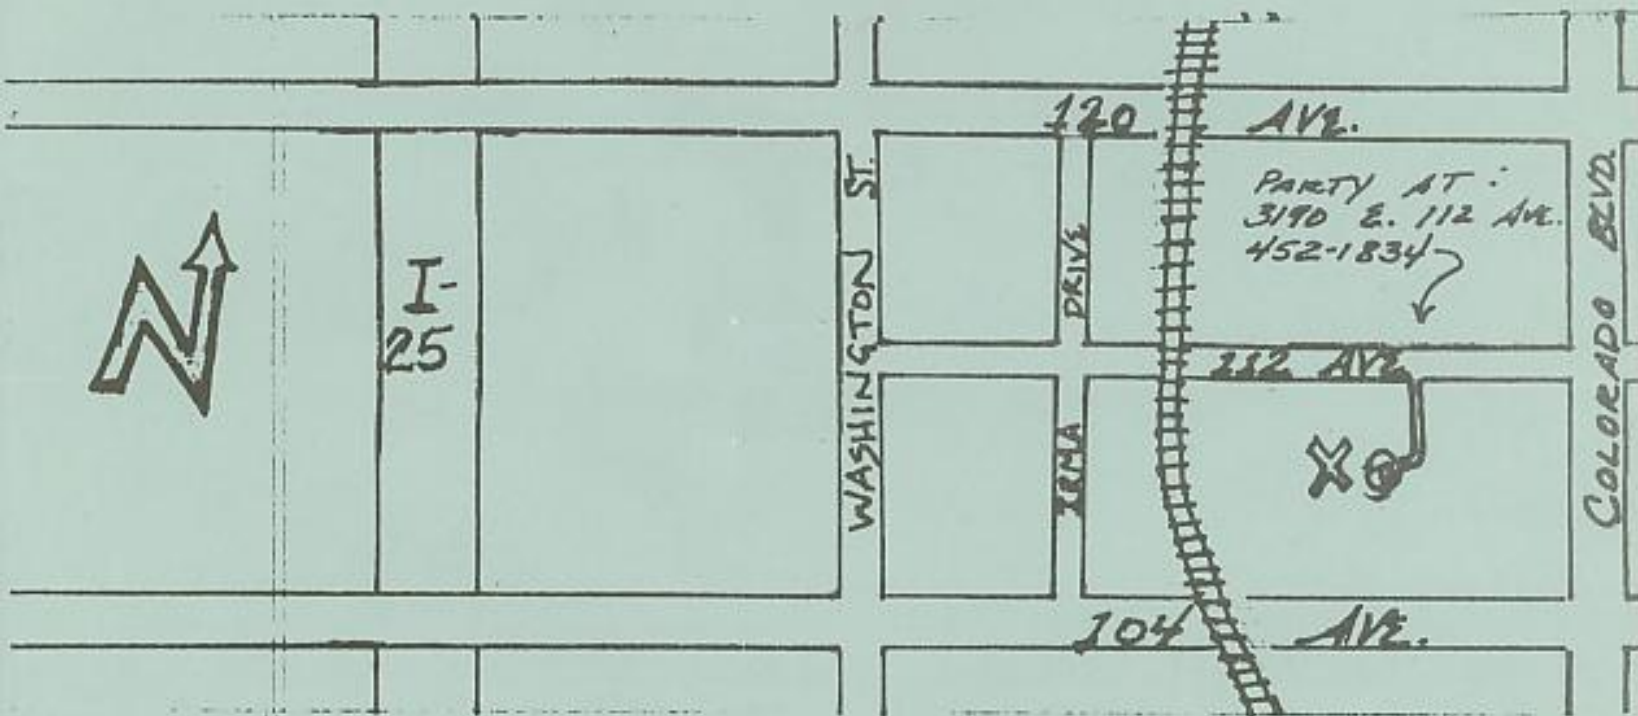 120 AVE.
PARTY AT:
3190 E. 112 AVE.
452-1834
N
I-
25
WASHINGTON ST.
IRMA DRIVE
112 AVE
X
COLORADO BLVD.
104 AVE.